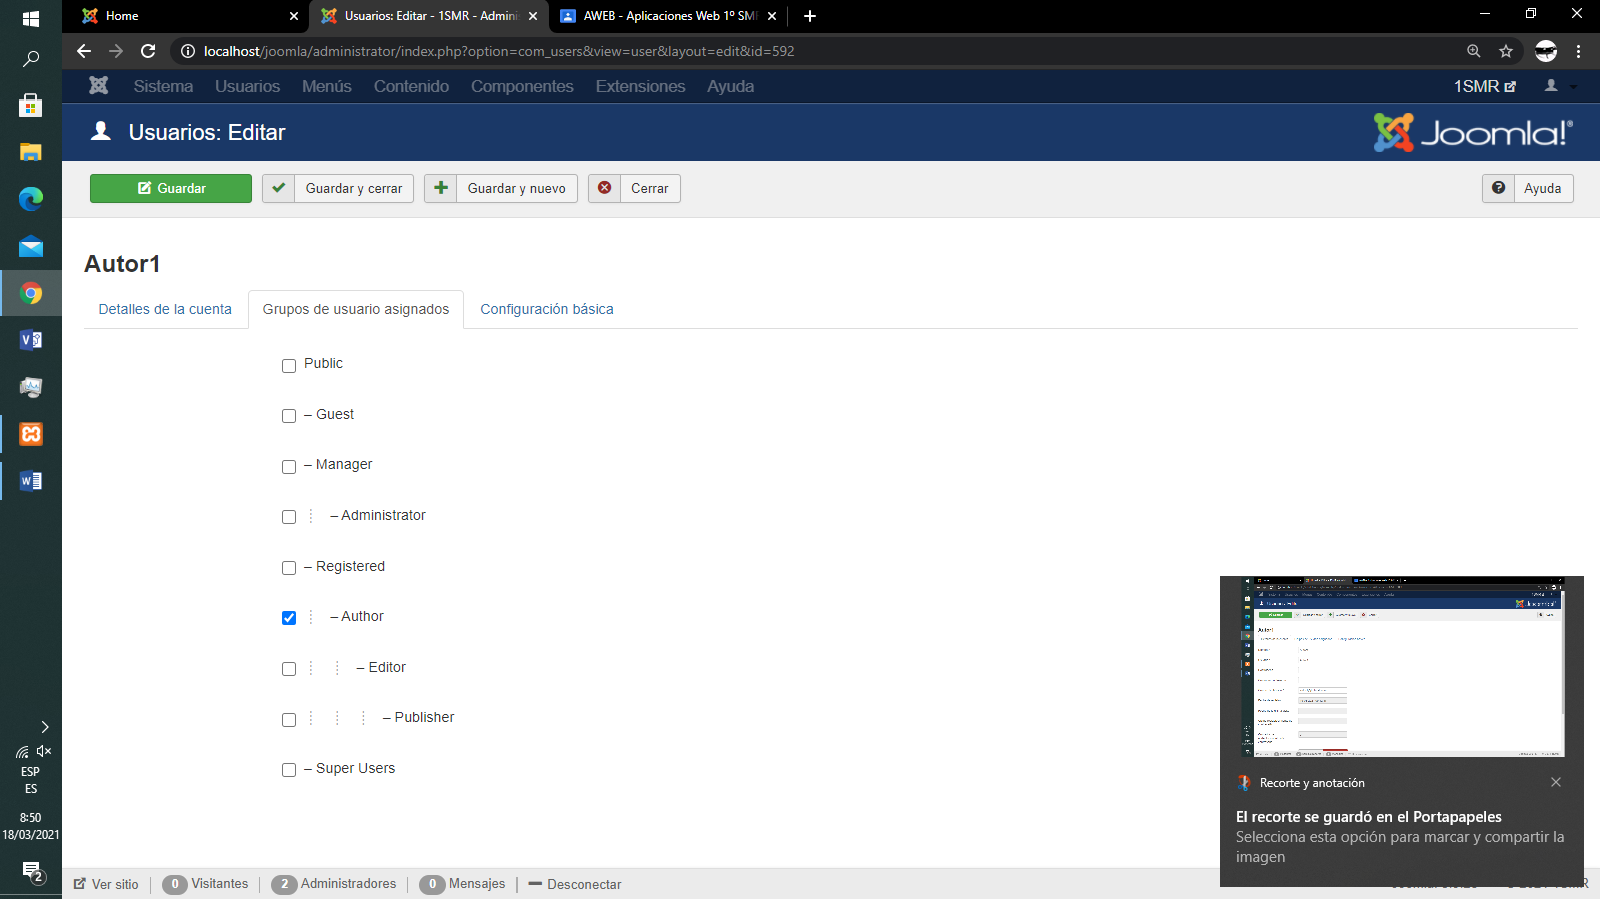 Home
Usuarios: Editar - 1SMR - Admini
AWEB - Aplicaciones Web 1º SMR
localhost/joomla/administrator/index.php?option=com_users&view=user&layout=edit&id=592
Sistema Usuarios Menús Contenido Componentes Extensiones Ayuda 1SMR
Usuarios: Editar Joomla!®
Guardar Guardar y cerrar Guardar y nuevo Cerrar Ayuda
Autor1
Detalles de la cuenta Grupos de usuario asignados Configuración básica
Public
– Guest
– Manager
– Administrator
– Registered
– Author
– Editor
– Publisher
– Super Users
Recorte y anotación
El recorte se guardó en el Portapapeles
Selecciona esta opción para marcar y compartir la
imagen
Ver sitio 0 Visitantes 2 Administradores 0 Mensajes Desconectar
ESP
ES
8:50
18/03/2021
2